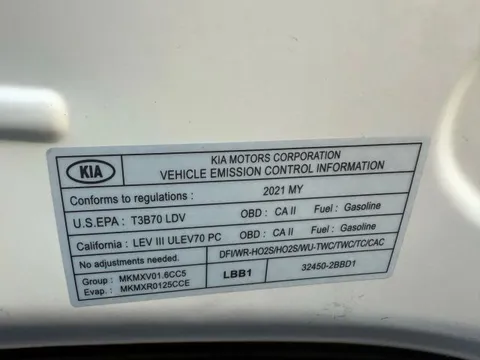 KIA
KIA MOTORS CORPORATION
VEHICLE EMISSION CONTROL INFORMATION
Conforms to regulations : 2021 MY
U.S.EPA : T3B70 LDV OBD : CA II Fuel : Gasoline
California : LEV III ULEV70 PC OBD : CA II Fuel : Gasoline
No adjustments needed. DFI/WR-HO2S/HO2S/WU-TWC/TWC/TC/CAC
Group : MKMXV01.6CC5
Evap. : MKMXR0125CCE
LBB1 32450-2BBD1